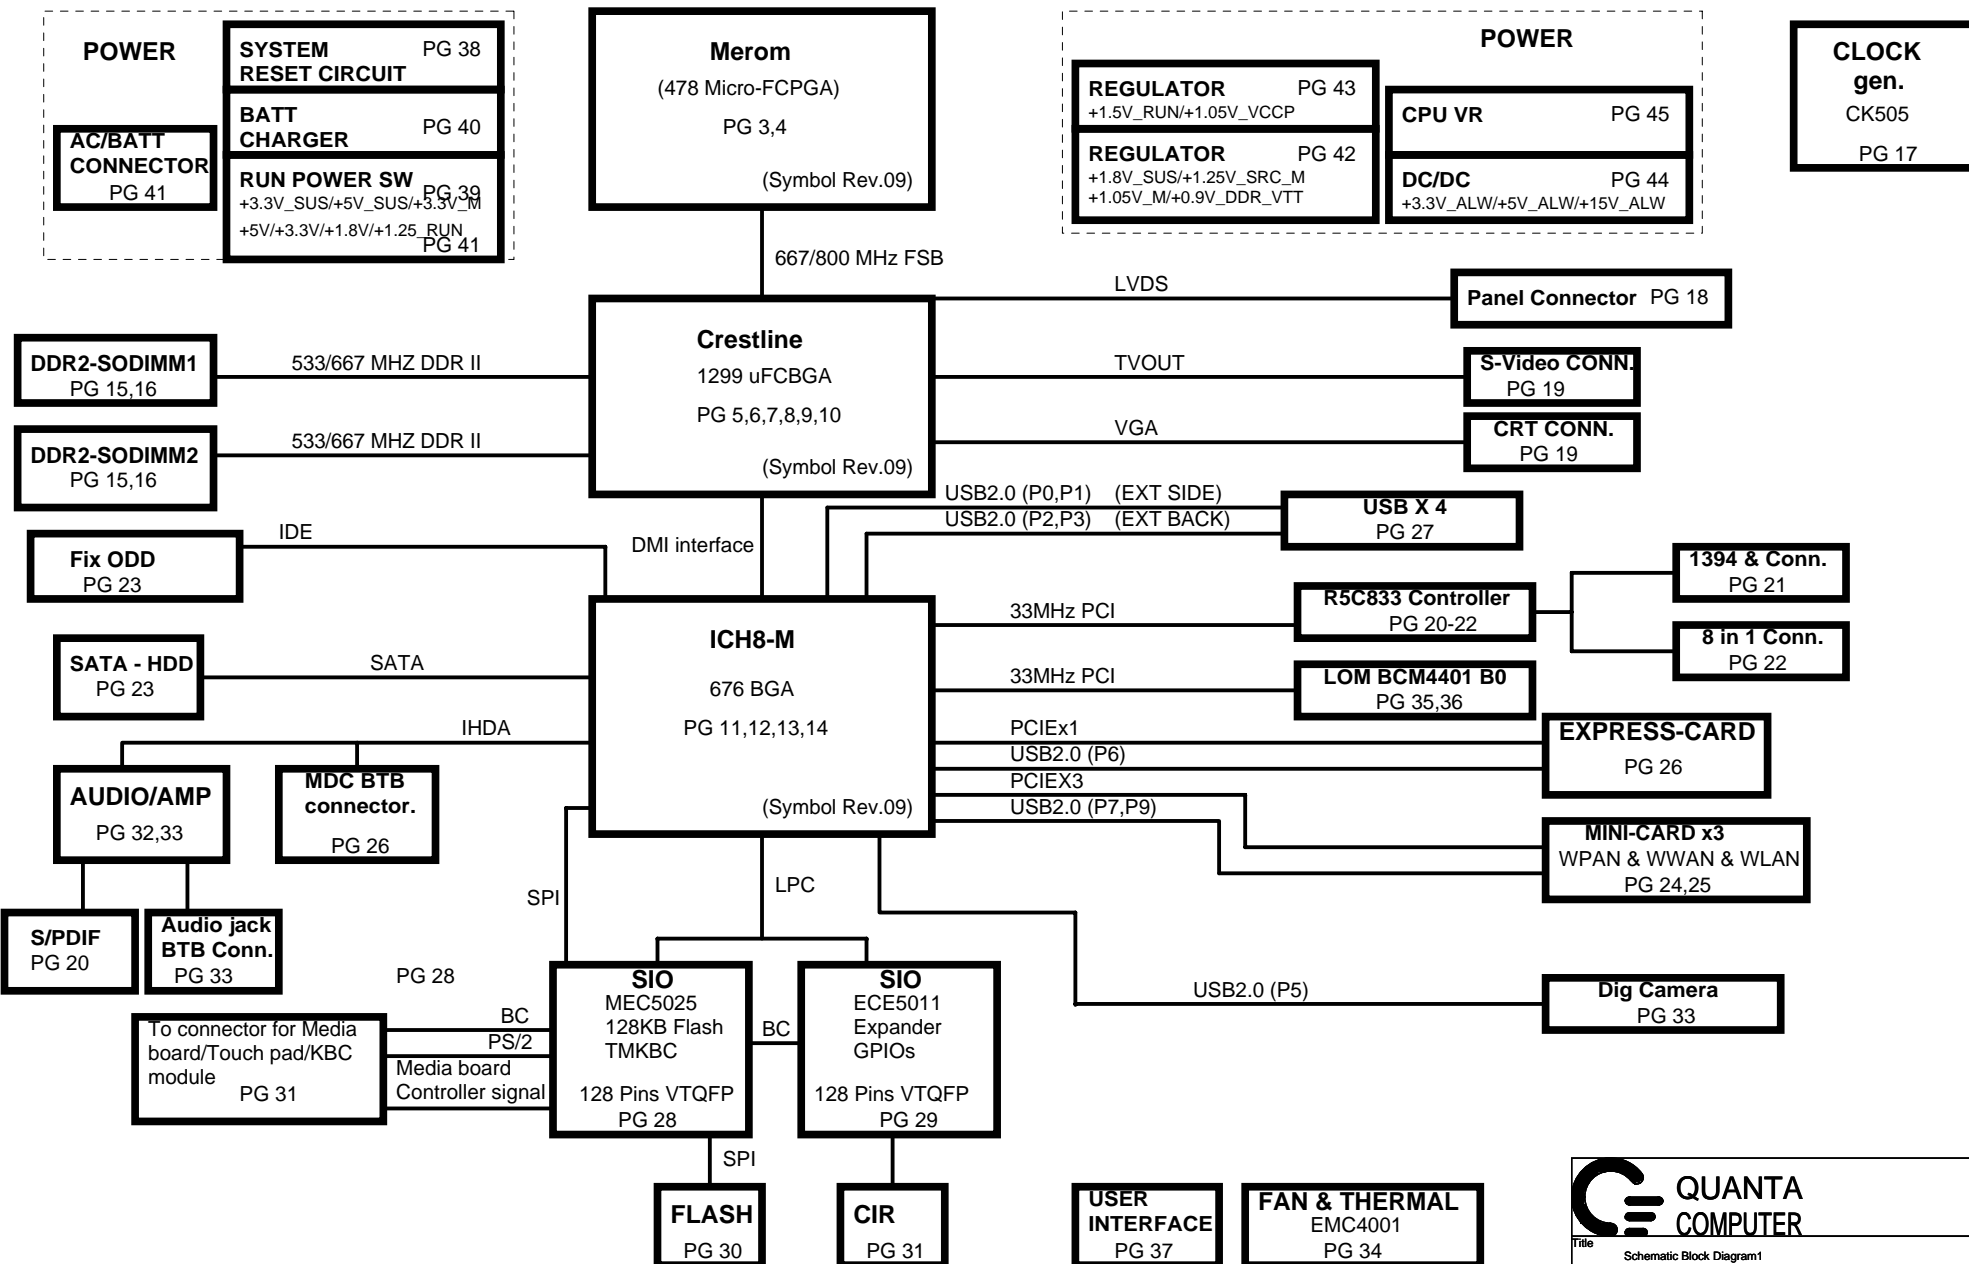 POWER
SYSTEM
RESET CIRCUIT
PG 38
BATT
CHARGER
PG 40
AC/BATT
CONNECTOR
PG 41
RUN POWER SW
PG 39
+3.3V_SUS/+5V_SUS/+3.3V_M
+5V/+3.3V/+1.8V/+1.25_RUN
PG 41
Merom
(478 Micro-FCPGA)
PG 3,4
(Symbol Rev.09)
POWER
REGULATOR
PG 43
+1.5V_RUN/+1.05V_VCCP
REGULATOR
PG 42
+1.8V_SUS/+1.25V_SRC_M
+1.05V_M/+0.9V_DDR_VTT
CPU VR
PG 45
DC/DC
PG 44
+3.3V_ALW/+5V_ALW/+15V_ALW
CLOCK
gen.
CK505
PG 17
667/800 MHz FSB
LVDS
Panel Connector PG 18
Crestline
1299 uFCBGA
PG 5,6,7,8,9,10
(Symbol Rev.09)
DDR2-SODIMM1
PG 15,16
533/667 MHZ DDR II
TVOUT
S-Video CONN.
PG 19
DDR2-SODIMM2
PG 15,16
533/667 MHZ DDR II
VGA
CRT CONN.
PG 19
USB2.0 (P0,P1) (EXT SIDE)
USB2.0 (P2,P3) (EXT BACK)
USB X 4
PG 27
Fix ODD
PG 23
IDE
DMI interface
1394 & Conn.
PG 21
R5C833 Controller
PG 20-22
33MHz PCI
8 in 1 Conn.
PG 22
ICH8-M
676 BGA
PG 11,12,13,14
(Symbol Rev.09)
SATA - HDD
PG 23
SATA
33MHz PCI
LOM BCM4401 B0
PG 35,36
IHDA
PCIEx1
USB2.0 (P6)
EXPRESS-CARD
PG 26
PCIEX3
USB2.0 (P7,P9)
MINI-CARD x3
WPAN & WWAN & WLAN
PG 24,25
AUDIO/AMP
PG 32,33
MDC BTB
connector.
PG 26
SPI
LPC
S/PDIF
PG 20
Audio jack
BTB Conn.
PG 33
PG 28
SIO
MEC5025
128KB Flash
TMKBC
128 Pins VTQFP
PG 28
BC
SIO
ECE5011
Expander
GPIOs
128 Pins VTQFP
PG 29
USB2.0 (P5)
Dig Camera
PG 33
To connector for Media
board/Touch pad/KBC
module
PG 31
BC
PS/2
Media board
Controller signal
SPI
FLASH
PG 30
CIR
PG 31
USER
INTERFACE
PG 37
FAN & THERMAL
EMC4001
PG 34
QUANTA
COMPUTER
Title
Schematic Block Diagram1